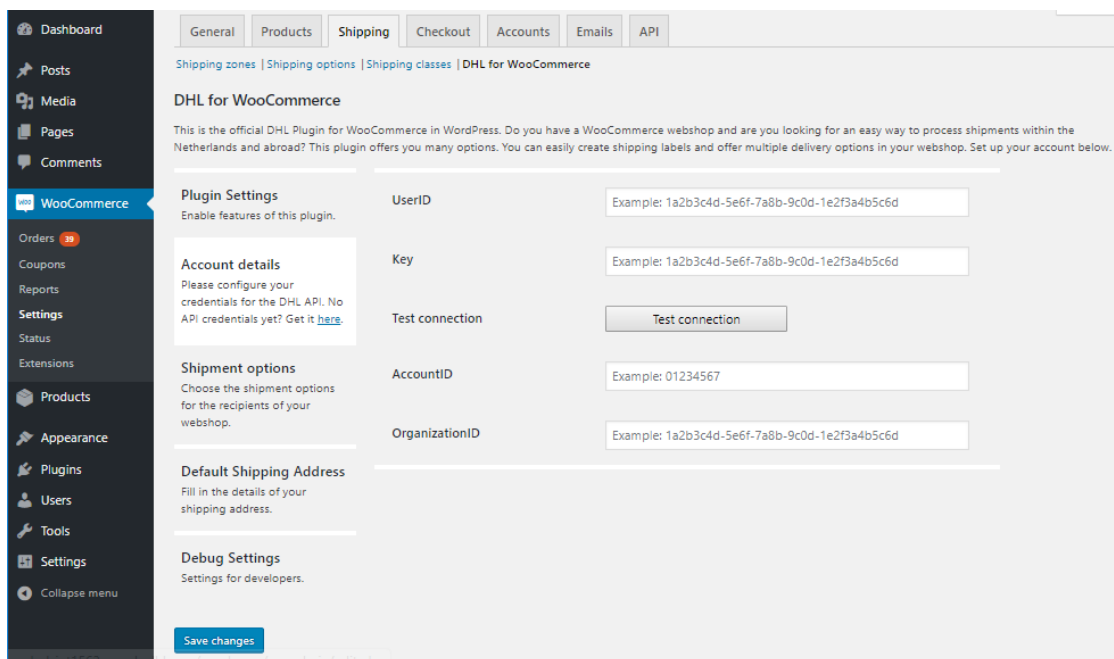 Dashboard
Posts
Media
Pages
Comments
WooCommerce
Orders 39
Coupons
Reports
Settings
Status
Extensions
Products
Appearance
Plugins
Users
Tools
Settings
Collapse menu
General Products Shipping Checkout Accounts Emails API
Shipping zones | Shipping options | Shipping classes | DHL for WooCommerce
DHL for WooCommerce
This is the official DHL Plugin for WooCommerce in WordPress. Do you have a WooCommerce webshop and are you looking for an easy way to process shipments within the
Netherlands and abroad? This plugin offers you many options. You can easily create shipping labels and offer multiple delivery options in your webshop. Set up your account below.
Plugin Settings
Enable features of this plugin.
Account details
Please configure your
credentials for the DHL API. No
API credentials yet? Get it here.
Shipment options
Choose the shipment options
for the recipients of your
webshop.
Default Shipping Address
Fill in the details of your
shipping address.
Debug Settings
Settings for developers.
UserID Example: 1a2b3c4d-5e6f-7a8b-9c0d-1e2f3a4b5c6d
Key Example: 1a2b3c4d-5e6f-7a8b-9c0d-1e2f3a4b5c6d
Test connection Test connection
AccountID Example: 01234567
OrganizationID Example: 1a2b3c4d-5e6f-7a8b-9c0d-1e2f3a4b5c6d
Save changes